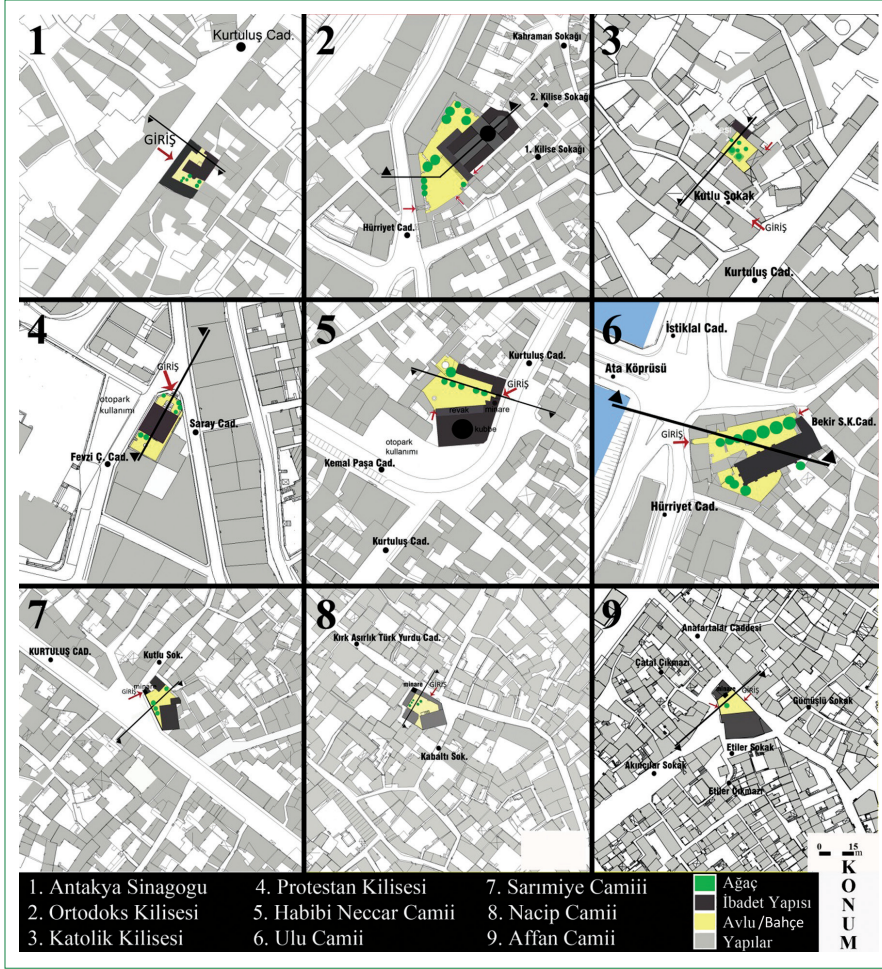 1
Kurtuluş Cad.
GİRİŞ
2
Kahraman Sokağı
2. Kilise Sokağı
1. Kilise Sokağı
Hürriyet Cad.
3
Kutlu Sokak
GİRİŞ
Kurtuluş Cad.
4
GİRİŞ
otopark
kullanımı
Saray Cad.
Fevzi Ç. Cad.
5
Kurtuluş Cad.
GİRİŞ
minare
revak
kubbe
otopark
kullanımı
Kemal Paşa Cad.
Kurtuluş Cad.
6
İstiklal Cad.
Ata Köprüsü
Bekir S.K.Cad.
GİRİŞ
Hürriyet Cad.
7
KURTULUŞ CAD.
Kutlu Sok.
minare
GİRİŞ
8
Kırk Asırlık Türk Yurdu Cad.
minare
GİRİŞ
Kabaltı Sok.
9
Anafartalar Caddesi
Çatal Çıkmazı
minare
GİRİŞ
Gümüşlü Sokak
Etiler Sokak
Akıncılar Sokak
Etiler Çıkmazı
0 15
m
1. Antakya Sinagogu
2. Ortodoks Kilisesi
3. Katolik Kilisesi
4. Protestan Kilisesi
5. Habibi Neccar Camii
6. Ulu Camii
7. Sarımiye Camiii
8. Nacip Camii
9. Affan Camii
Ağaç
İbadet Yapısı
Avlu/Bahçe
Yapılar
KONUM